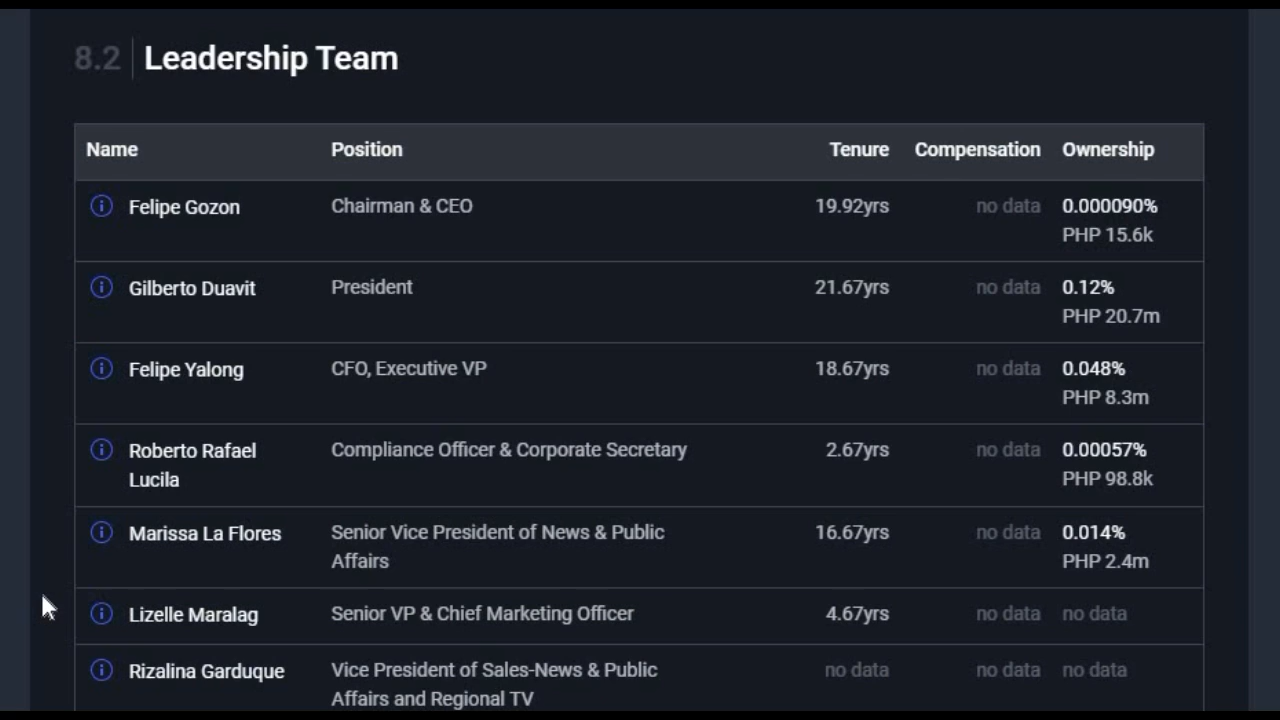 8.2 Leadership Team
Name Position Tenure Compensation Ownership
Felipe Gozon Chairman & CEO 19.92yrs no data 0.000090%
PHP 15.6k
Gilberto Duavit President 21.67yrs no data 0.12%
PHP 20.7m
Felipe Yalong CFO, Executive VP 18.67yrs no data 0.048%
PHP 8.3m
Roberto Rafael Compliance Officer & Corporate Secretary 2.67yrs no data 0.00057%
Lucila PHP 98.8k
Marissa La Flores Senior Vice President of News & Public 16.67yrs no data 0.014%
Affairs PHP 2.4m
Lizelle Maralag Senior VP & Chief Marketing Officer 4.67yrs no data no data
Rizalina Garduque Vice President of Sales-News & Public no data no data no data
Affairs and Regional TV